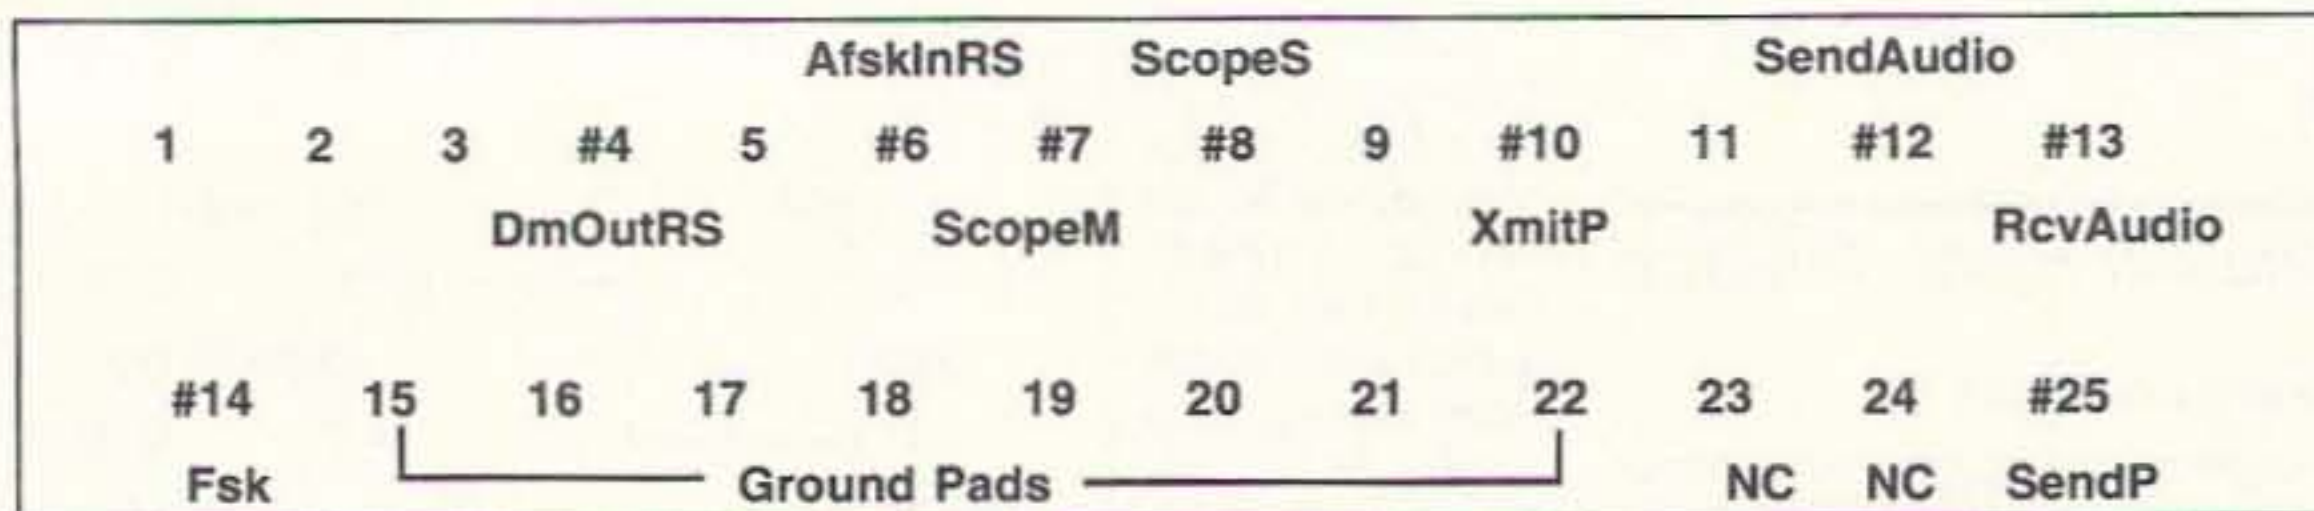 AfskInRS ScopeS SendAudio
1 2 3 #4 5 #6 #7 #8 9 #10 11 #12 #13
DmOutRS ScopeM XmitP RcvAudio
#14 15 16 17 18 19 20 21 22 23 24 #25
Fsk Ground Pads NC NC SendP